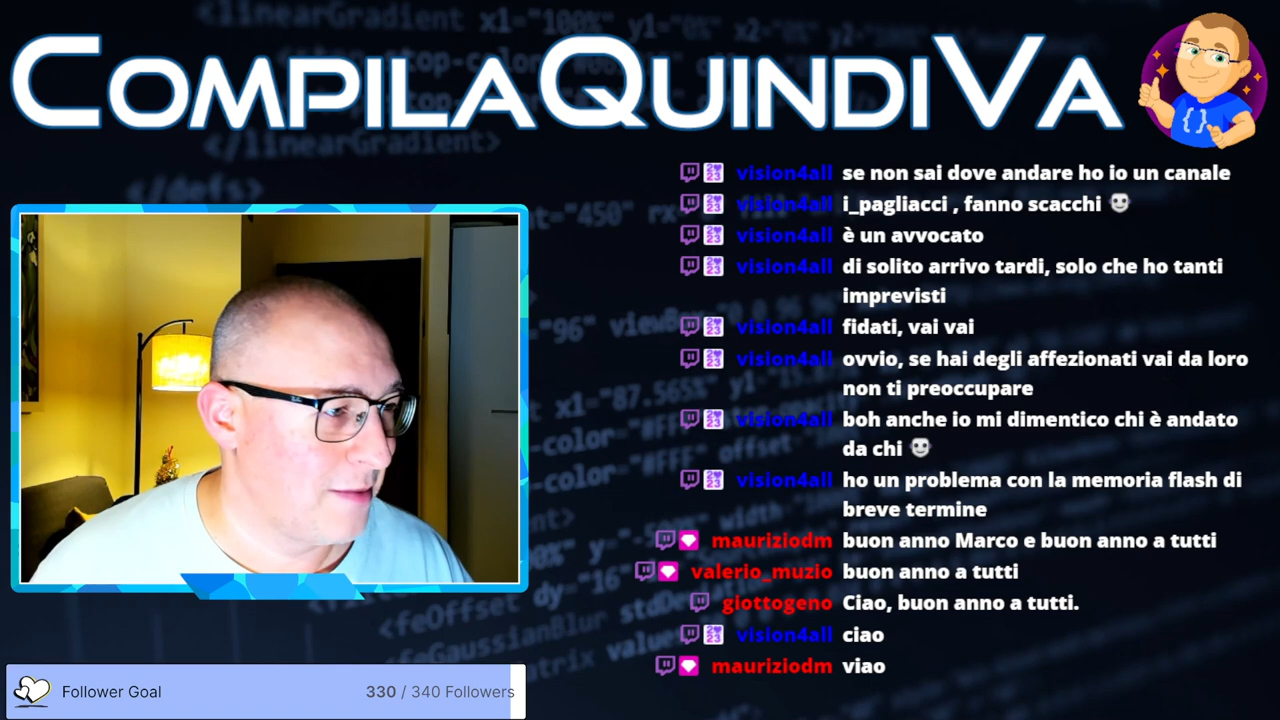 COMPILAQUINDIVA
{ }
vision4all se non sai dove andare ho io un canale
vision4all i_pagliacci , fanno scacchi
vision4all è un avvocato
vision4all di solito arrivo tardi, solo che ho tanti
imprevisti
vision4all fidati, vai vai
vision4all ovvio, se hai degli affezionati vai da loro
non ti preoccupare
vision4all boh anche io mi dimentico chi è andato
da chi
vision4all ho un problema con la memoria flash di
breve termine
mauriziodm buon anno Marco e buon anno a tutti
valerio_muzio buon anno a tutti
giottogeno Ciao, buon anno a tutti.
vision4all ciao
mauriziodm viao
Follower Goal 330 / 340 Followers